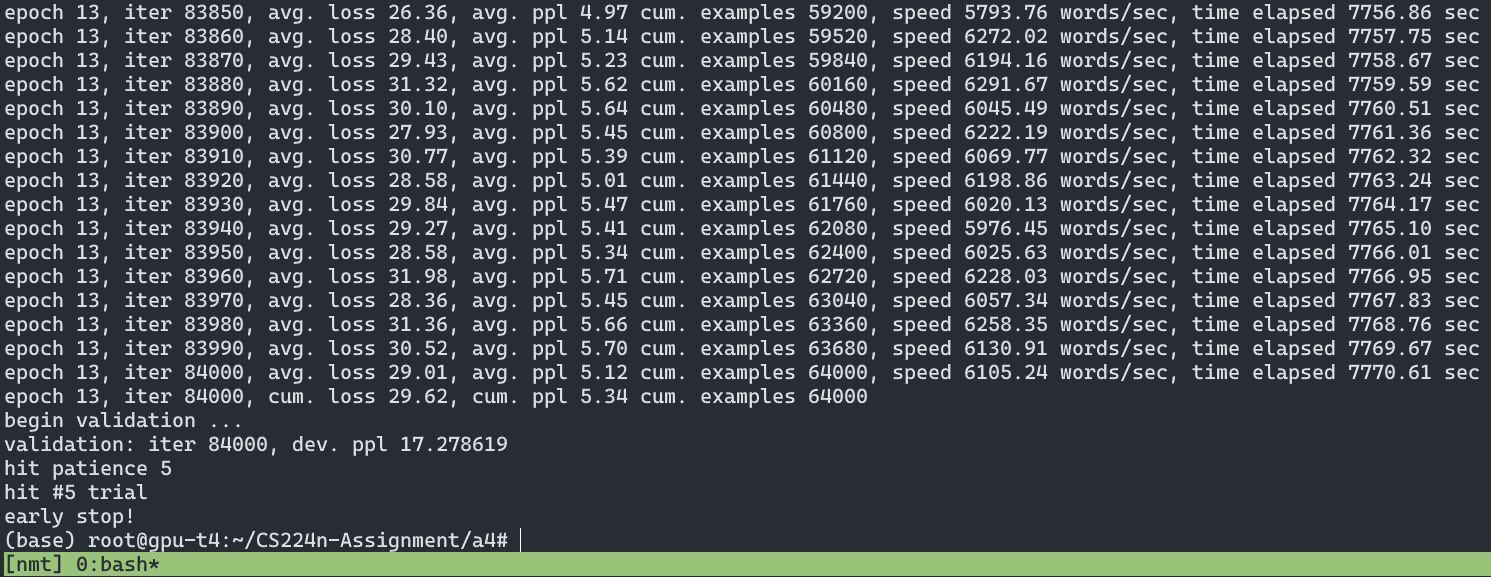 epoch 13, iter 83850, avg. loss 26.36, avg. ppl 4.97 cum. examples 59200, speed 5793.76 words/sec, time elapsed 7756.86 sec
epoch 13, iter 83860, avg. loss 28.40, avg. ppl 5.14 cum. examples 59520, speed 6272.02 words/sec, time elapsed 7757.75 sec
epoch 13, iter 83870, avg. loss 29.43, avg. ppl 5.23 cum. examples 59840, speed 6194.16 words/sec, time elapsed 7758.67 sec
epoch 13, iter 83880, avg. loss 31.32, avg. ppl 5.62 cum. examples 60160, speed 6291.67 words/sec, time elapsed 7759.59 sec
epoch 13, iter 83890, avg. loss 30.10, avg. ppl 5.64 cum. examples 60480, speed 6045.49 words/sec, time elapsed 7760.51 sec
epoch 13, iter 83900, avg. loss 27.93, avg. ppl 5.45 cum. examples 60800, speed 6222.19 words/sec, time elapsed 7761.36 sec
epoch 13, iter 83910, avg. loss 30.77, avg. ppl 5.39 cum. examples 61120, speed 6069.77 words/sec, time elapsed 7762.32 sec
epoch 13, iter 83920, avg. loss 28.58, avg. ppl 5.01 cum. examples 61440, speed 6198.86 words/sec, time elapsed 7763.24 sec
epoch 13, iter 83930, avg. loss 29.84, avg. ppl 5.47 cum. examples 61760, speed 6020.13 words/sec, time elapsed 7764.17 sec
epoch 13, iter 83940, avg. loss 29.27, avg. ppl 5.41 cum. examples 62080, speed 5976.45 words/sec, time elapsed 7765.10 sec
epoch 13, iter 83950, avg. loss 28.58, avg. ppl 5.34 cum. examples 62400, speed 6025.63 words/sec, time elapsed 7766.01 sec
epoch 13, iter 83960, avg. loss 31.98, avg. ppl 5.71 cum. examples 62720, speed 6228.03 words/sec, time elapsed 7766.95 sec
epoch 13, iter 83970, avg. loss 28.36, avg. ppl 5.45 cum. examples 63040, speed 6057.34 words/sec, time elapsed 7767.83 sec
epoch 13, iter 83980, avg. loss 31.36, avg. ppl 5.66 cum. examples 63360, speed 6258.35 words/sec, time elapsed 7768.76 sec
epoch 13, iter 83990, avg. loss 30.52, avg. ppl 5.70 cum. examples 63680, speed 6130.91 words/sec, time elapsed 7769.67 sec
epoch 13, iter 84000, avg. loss 29.01, avg. ppl 5.12 cum. examples 64000, speed 6105.24 words/sec, time elapsed 7770.61 sec
epoch 13, iter 84000, cum. loss 29.62, cum. ppl 5.34 cum. examples 64000
begin validation ...
validation: iter 84000, dev. ppl 17.278619
hit patience 5
hit #5 trial
early stop!
(base) root@gpu-t4:~/CS224n-Assignment/a4#
[nmt] 0:bash*